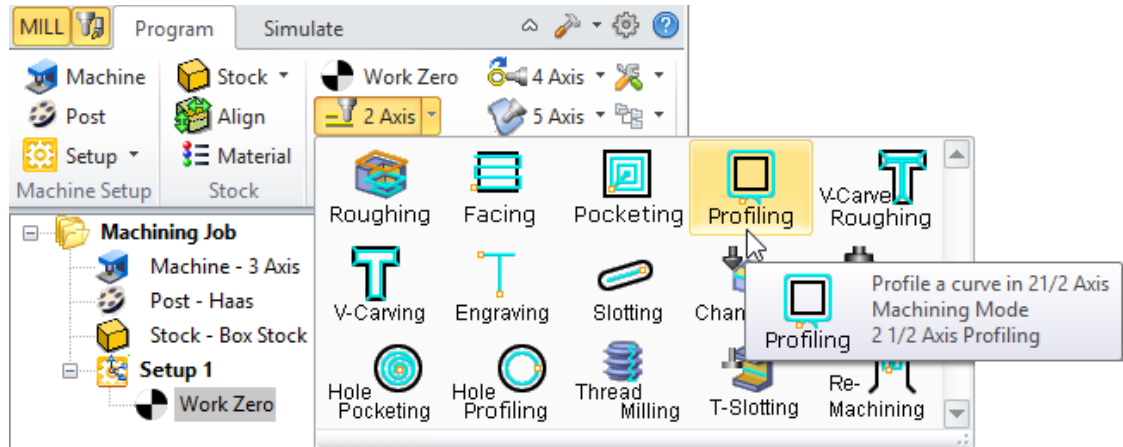 MILL Program Simulate
Machine Stock Work Zero 4 Axis
Post Align 2 Axis 5 Axis
Setup Material
Machine Setup Stock
Roughing Facing Pocketing Profiling V-Carve Roughing
Machining Job
Machine - 3 Axis
Post - Haas
Stock - Box Stock
Setup 1
Work Zero
V-Carving Engraving Slotting Chan
Profiling
Profile a curve in 21/2 Axis
Machining Mode
2 1/2 Axis Profiling
Hole Pocketing Hole Profiling Thread Milling T-Slotting Re-Machining